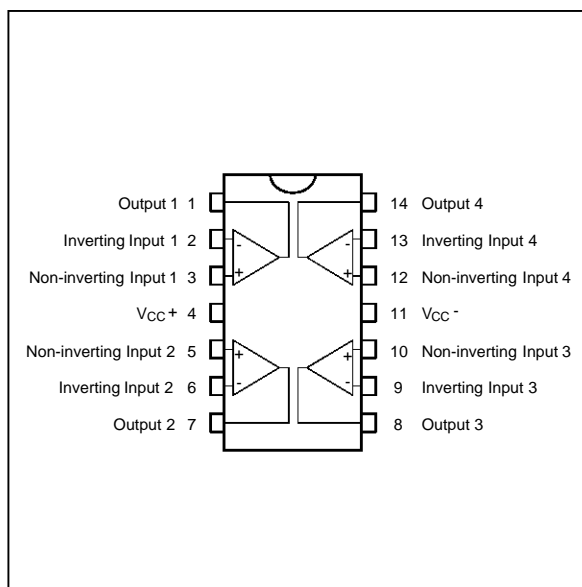 Output 1 1 14 Output 4
Inverting Input 1 2 - - 13 Inverting Input 4
Non-inverting Input 1 3 + + 12 Non-inverting Input 4
VCC + 4 11 VCC -
Non-inverting Input 2 5 + + 10 Non-inverting Input 3
Inverting Input 2 6 - - 9 Inverting Input 3
Output 2 7 8 Output 3